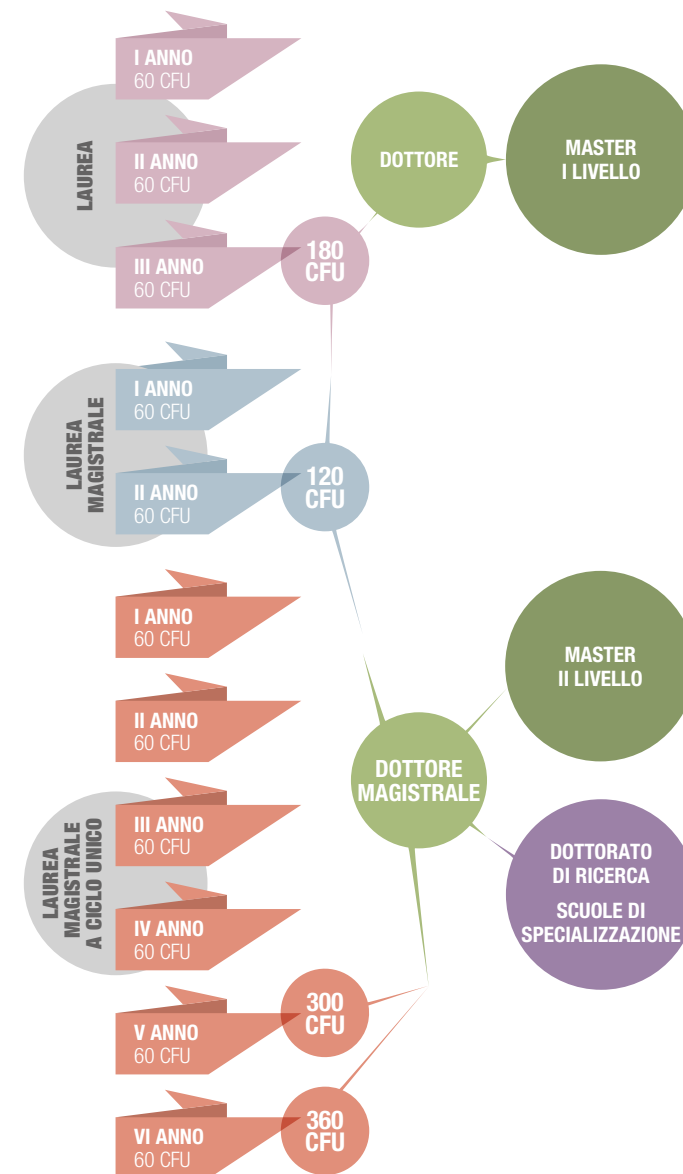 I ANNO
60 CFU
LAUREA
II ANNO
60 CFU
III ANNO
60 CFU
180
CFU
DOTTORE
MASTER
I LIVELLO
I ANNO
60 CFU
LAUREA
MAGISTRALE
II ANNO
60 CFU
120
CFU
I ANNO
60 CFU
II ANNO
60 CFU
MASTER
II LIVELLO
DOTTORE
MAGISTRALE
III ANNO
60 CFU
LAUREA
MAGISTRALE
A CICLO UNICO
IV ANNO
60 CFU
DOTTORATO
DI RICERCA
SCUOLE DI
SPECIALIZZAZIONE
V ANNO
60 CFU
300
CFU
VI ANNO
60 CFU
360
CFU